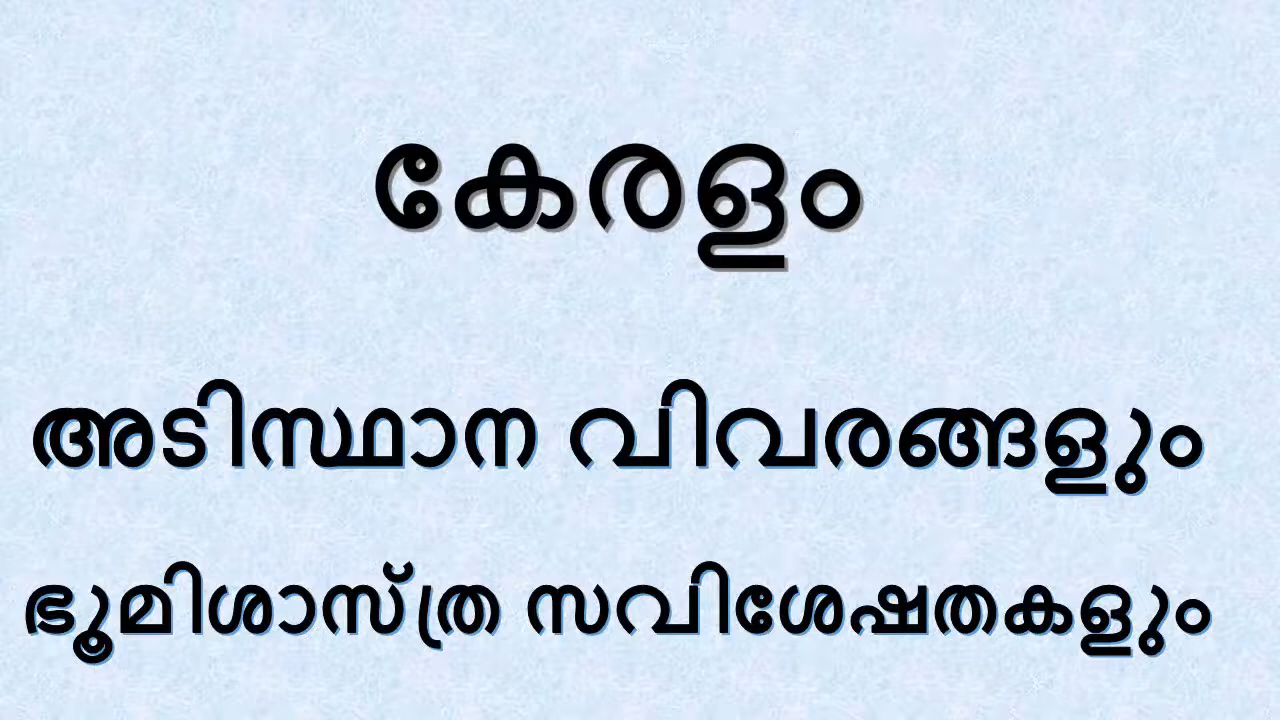 കേരളം
അടിസ്ഥാന വിവരങ്ങളും
ഭൂമിശാസ്ത്ര സവിശേഷതകളും